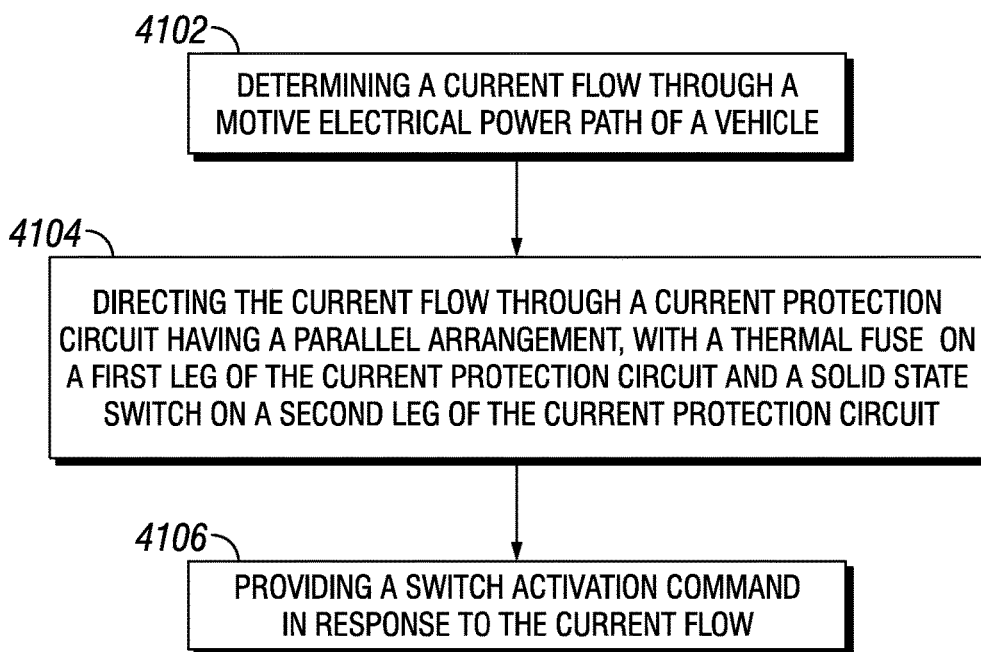 4102
DETERMINING A CURRENT FLOW THROUGH A
MOTIVE ELECTRICAL POWER PATH OF A VEHICLE
4104
DIRECTING THE CURRENT FLOW THROUGH A CURRENT PROTECTION
CIRCUIT HAVING A PARALLEL ARRANGEMENT, WITH A THERMAL FUSE ON
A FIRST LEG OF THE CURRENT PROTECTION CIRCUIT AND A SOLID STATE
SWITCH ON A SECOND LEG OF THE CURRENT PROTECTION CIRCUIT
4106
PROVIDING A SWITCH ACTIVATION COMMAND
IN RESPONSE TO THE CURRENT FLOW